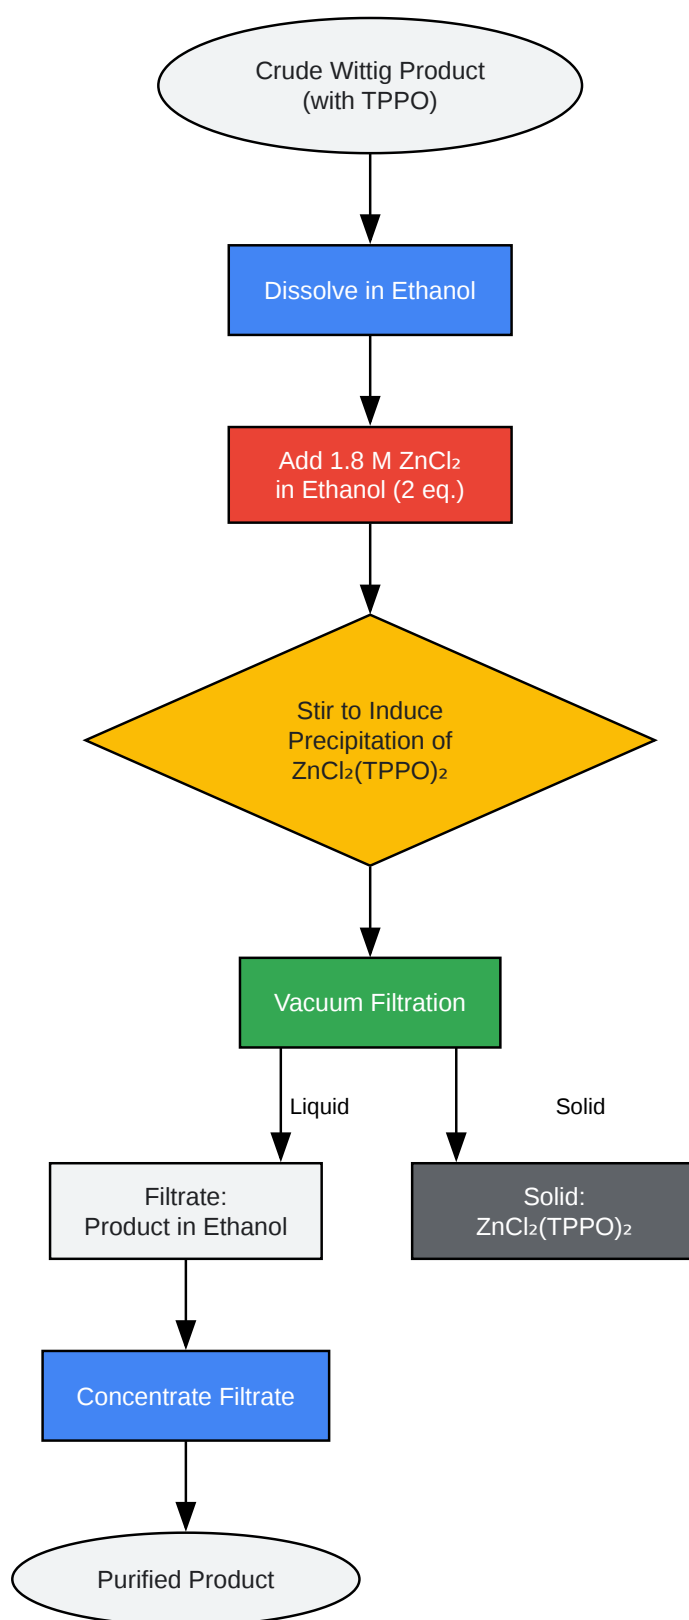 Crude Wittig Product
(with TPPO)
Dissolve in Ethanol
Add 1.8 M ZnCl₂
in Ethanol (2 eq.)
Stir to Induce
Precipitation of
ZnCl₂(TPPO)₂
Vacuum Filtration
Liquid
Solid
Filtrate:
Product in Ethanol
Solid:
ZnCl₂(TPPO)₂
Concentrate Filtrate
Purified Product